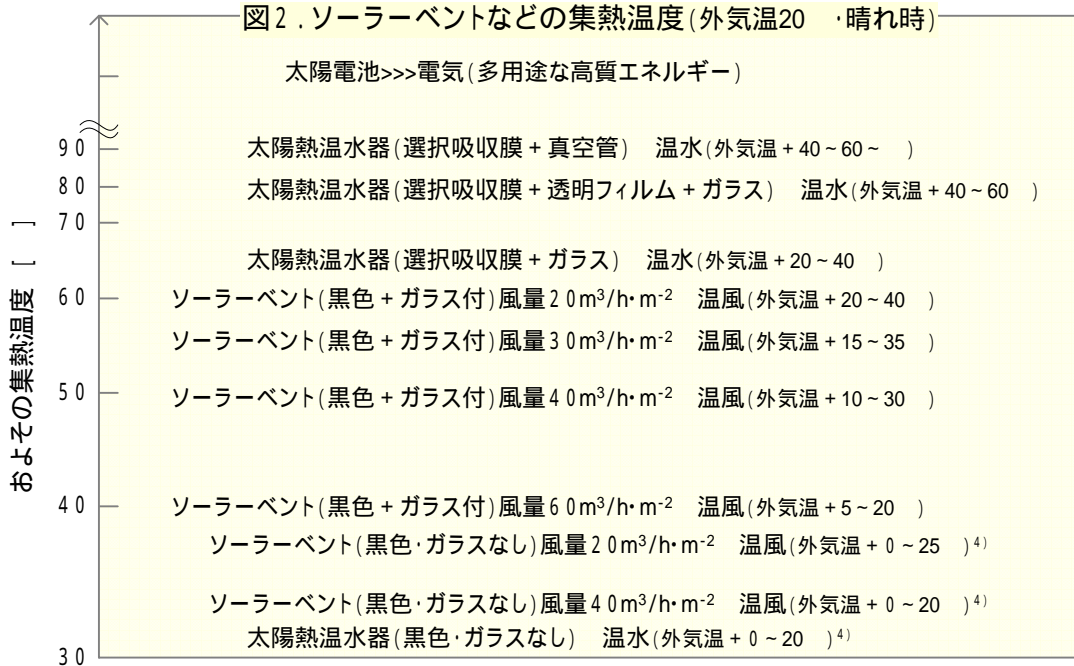 図2.ソーラーベントなどの集熱温度(外気温20 ・晴れ時)
太陽電池>>>電気(多用途な高質エネルギー)
90 太陽熱温水器(選択吸収膜+真空管) 温水(外気温+40~60~ )
80 太陽熱温水器(選択吸収膜+透明フィルム+ガラス) 温水(外気温+40~60 )
70
太陽熱温水器(選択吸収膜+ガラス) 温水(外気温+20~40 )
60 ソーラーベント(黒色+ガラス付)風量20m³/h・m⁻² 温風(外気温+20~40 )
ソーラーベント(黒色+ガラス付)風量30m³/h・m⁻² 温風(外気温+15~35 )
50 ソーラーベント(黒色+ガラス付)風量40m³/h・m⁻² 温風(外気温+10~30 )
40 ソーラーベント(黒色+ガラス付)風量60m³/h・m⁻² 温風(外気温+5~20 )
ソーラーベント(黒色・ガラスなし)風量20m³/h・m⁻² 温風(外気温+0~25 )⁴⁾
ソーラーベント(黒色・ガラスなし)風量40m³/h・m⁻² 温風(外気温+0~20 )⁴⁾
太陽熱温水器(黒色・ガラスなし) 温水(外気温+0~20 )⁴⁾
30
およその集熱温度 [ ]